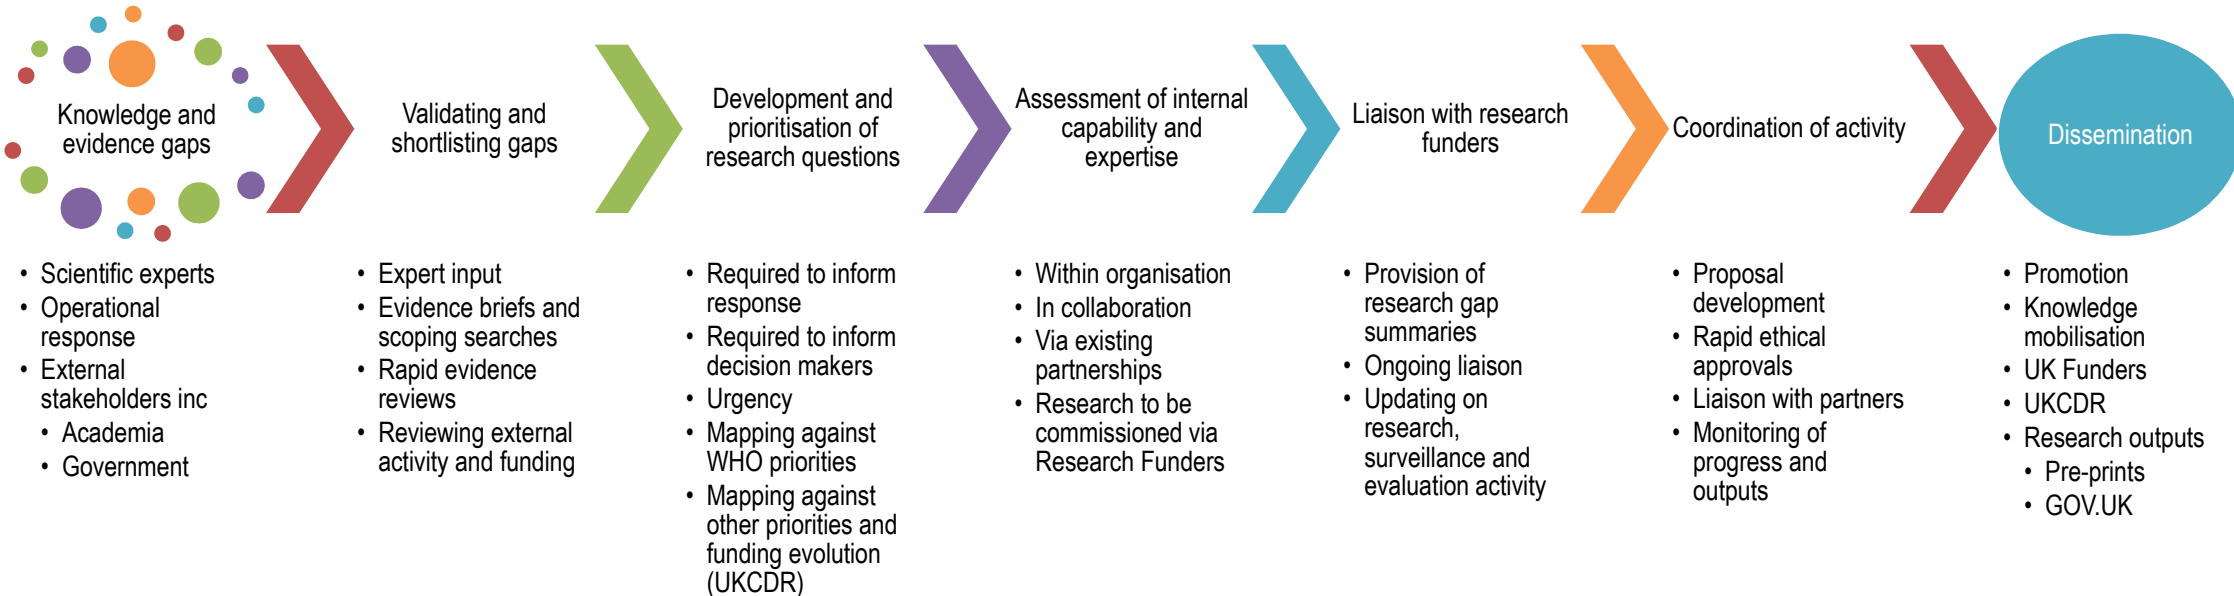 Knowledge and
evidence gaps
Validating and
shortlisting gaps
Development and
prioritisation of
research questions
Assessment of internal
capability and
expertise
Liaison with research
funders
Coordination of activity
Dissemination
• Scientific experts
• Operational
response
• External
stakeholders inc
• Academia
• Government
• Expert input
• Evidence briefs and
scoping searches
• Rapid evidence
reviews
• Reviewing external
activity and funding
• Required to inform
response
• Required to inform
decision makers
• Urgency
• Mapping against
WHO priorities
• Mapping against
other priorities and
funding evolution
(UKCDR)
• Within organisation
• In collaboration
• Via existing
partnerships
• Research to be
commissioned via
Research Funders
• Provision of
research gap
summaries
• Ongoing liaison
• Updating on
research,
surveillance and
evaluation activity
• Proposal
development
• Rapid ethical
approvals
• Liaison with partners
• Monitoring of
progress and
outputs
• Promotion
• Knowledge
mobilisation
• UK Funders
• UKCDR
• Research outputs
• Pre-prints
• GOV.UK